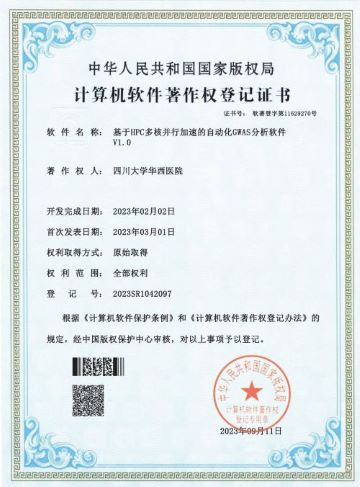 中华人民共和国国家版权局
计算机软件著作权登记证书
证书号： 软著登字第11629270号
软件名称： 基于HPC多核并行加速的自动化GWAS分析软件
V1.0
著作权人： 四川大学华西医院
开发完成日期： 2023年02月02日
首次发表日期： 2023年03月01日
权利取得方式： 原始取得
权利范围： 全部权利
登记号： 2023SR1042097
根据《计算机软件保护条例》和《计算机软件著作权登记办法》的
规定，经中国版权保护中心审核，对以上事项予以登记。
中华人民共和国国家版权局
计算机软件著作权
登记专用章
2023年09月11日